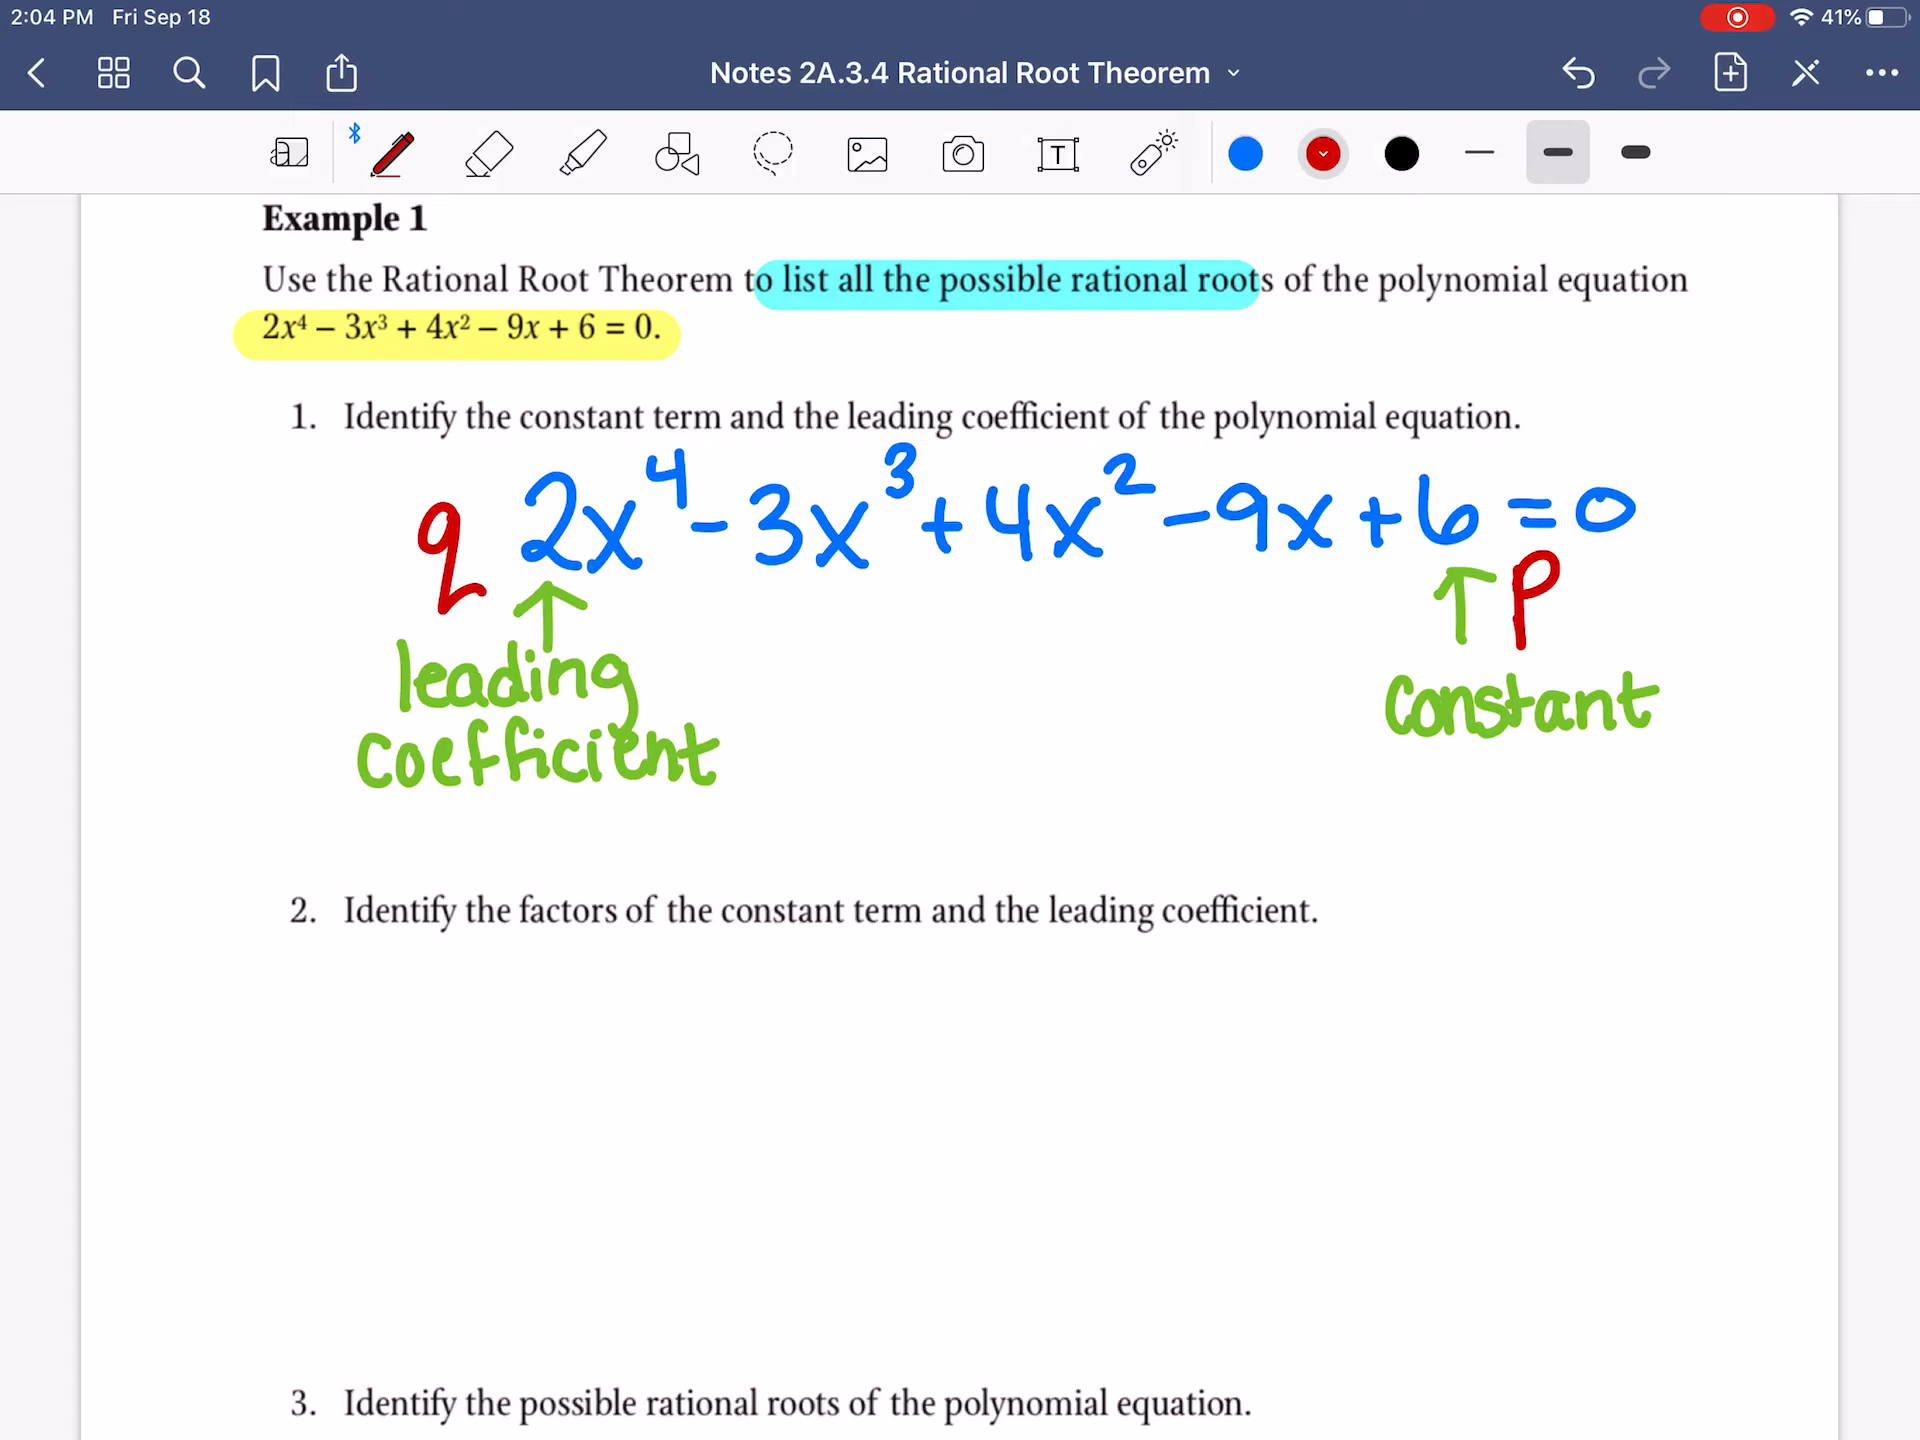 2:04 PM Fri Sep 18
41%
Notes 2A.3.4 Rational Root Theorem
T
Example 1
Use the Rational Root Theorem to list all the possible rational roots of the polynomial equation
2x⁴ – 3x³ + 4x² – 9x + 6 = 0.
1. Identify the constant term and the leading coefficient of the polynomial equation.
q 2x⁴ - 3x³ + 4x² - 9x + 6 = 0
p
leading
coefficient
constant
2. Identify the factors of the constant term and the leading coefficient.
3. Identify the possible rational roots of the polynomial equation.